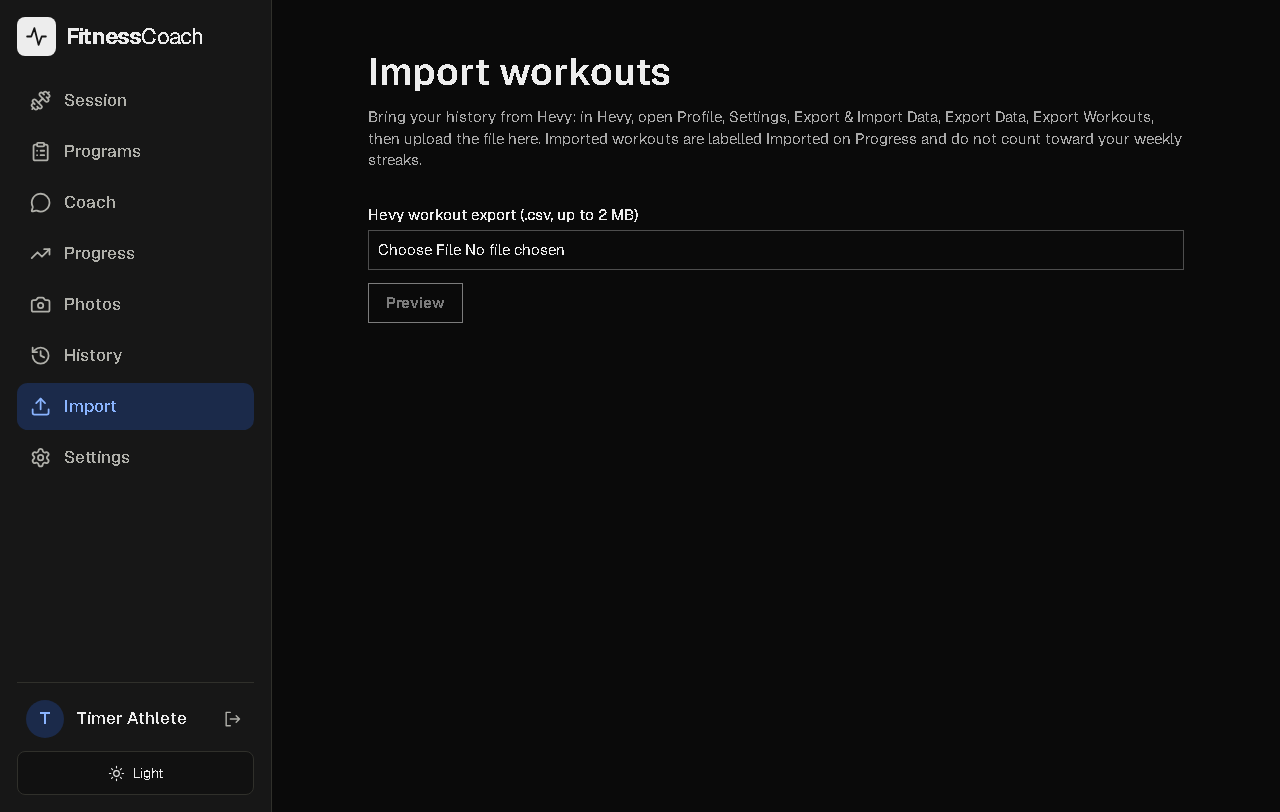 FitnessCoach
Session
Programs
Coach
Progress
Photos
History
Import
Settings
T
Timer Athlete
Light
Import workouts
Bring your history from Hevy: in Hevy, open Profile, Settings, Export & Import Data, Export Data, Export Workouts,
then upload the file here. Imported workouts are labelled Imported on Progress and do not count toward your weekly
streaks.
Hevy workout export (.csv, up to 2 MB)
Choose File No file chosen
Preview